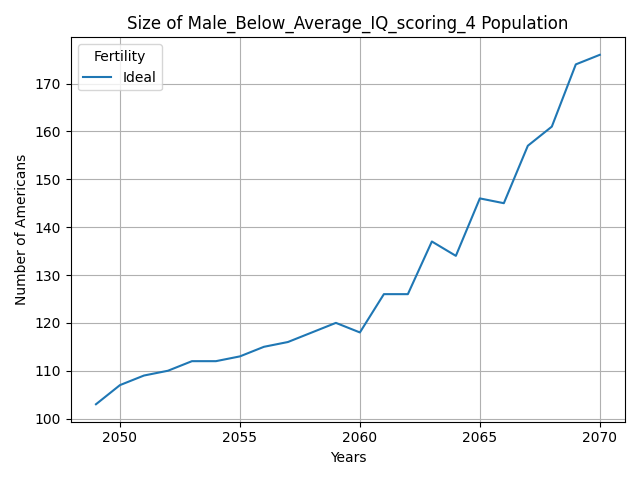 Size of Male_Below_Average_IQ_scoring_4 Population
Fertility
Ideal
Number of Americans
170
160
150
140
130
120
110
100
2050
2055
2060
2065
2070
Years